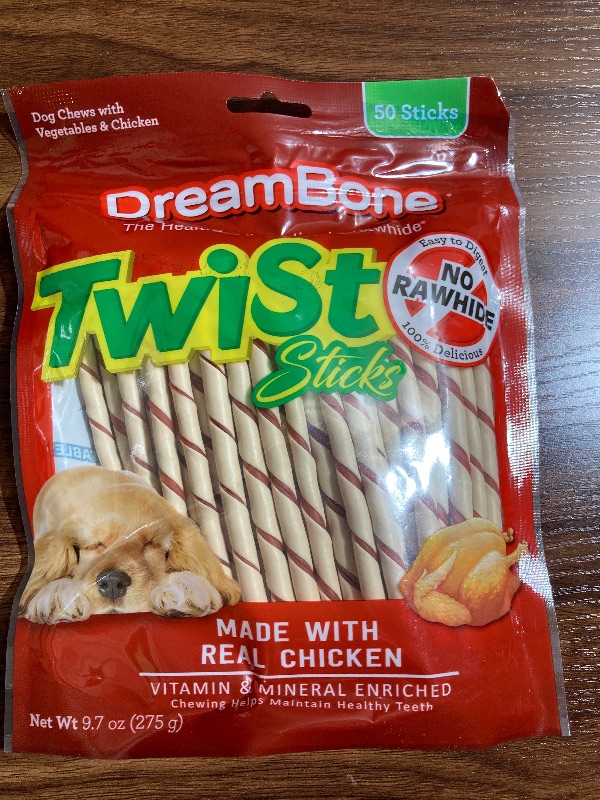 Dog Chews with
Vegetables & Chicken
50 Sticks
DreamBone
The
Twist
Sticks
Easy to Digest
NO
RAWHIDE
100% Delicious
MADE WITH
REAL CHICKEN
VITAMIN & MINERAL ENRICHED
Chewing Helps Maintain Healthy Teeth
Net Wt 9.7 oz (275 g)